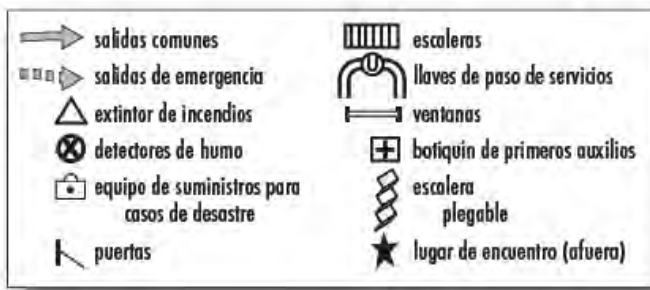 salidas comunes
salidas de emergencia
extintor de incendios
detectores de humo
equipo de suministros para
casos de desastre
puertas
escaleras
llaves de paso de servicios
ventanas
botiquín de primeros auxilios
escalera
plegable
lugar de encuentro (afuera)